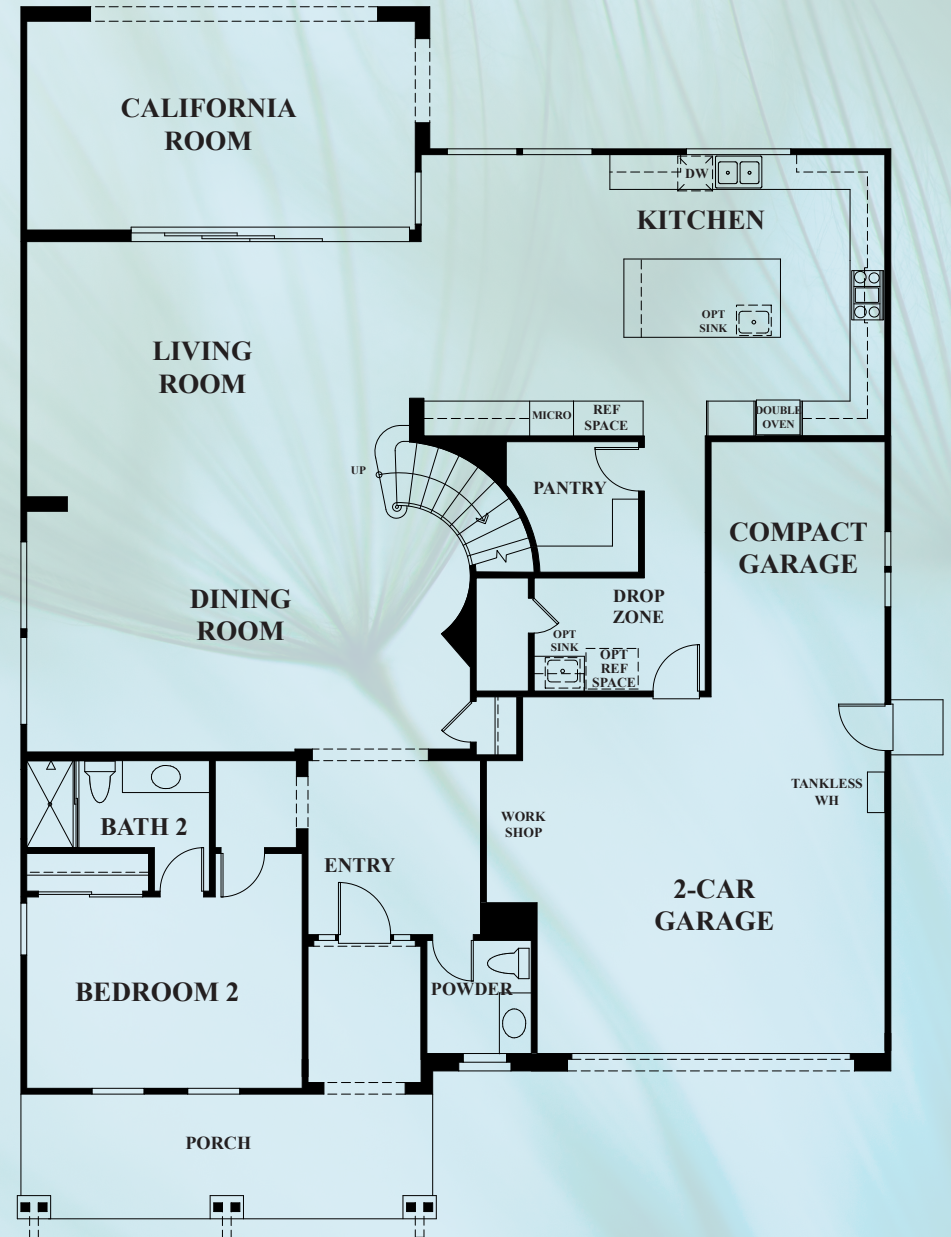 CALIFORNIA
ROOM
DW
KITCHEN
OPT
SINK
LIVING
ROOM
MICRO
REF
SPACE
DOUBLE
OVEN
UP
PANTRY
COMPACT
GARAGE
DINING
ROOM
DROP
ZONE
OPT
SINK
OPT
REF
SPACE
TANKLESS
WH
WORK
SHOP
BATH 2
ENTRY
2-CAR
GARAGE
BEDROOM 2
POWDER
PORCH